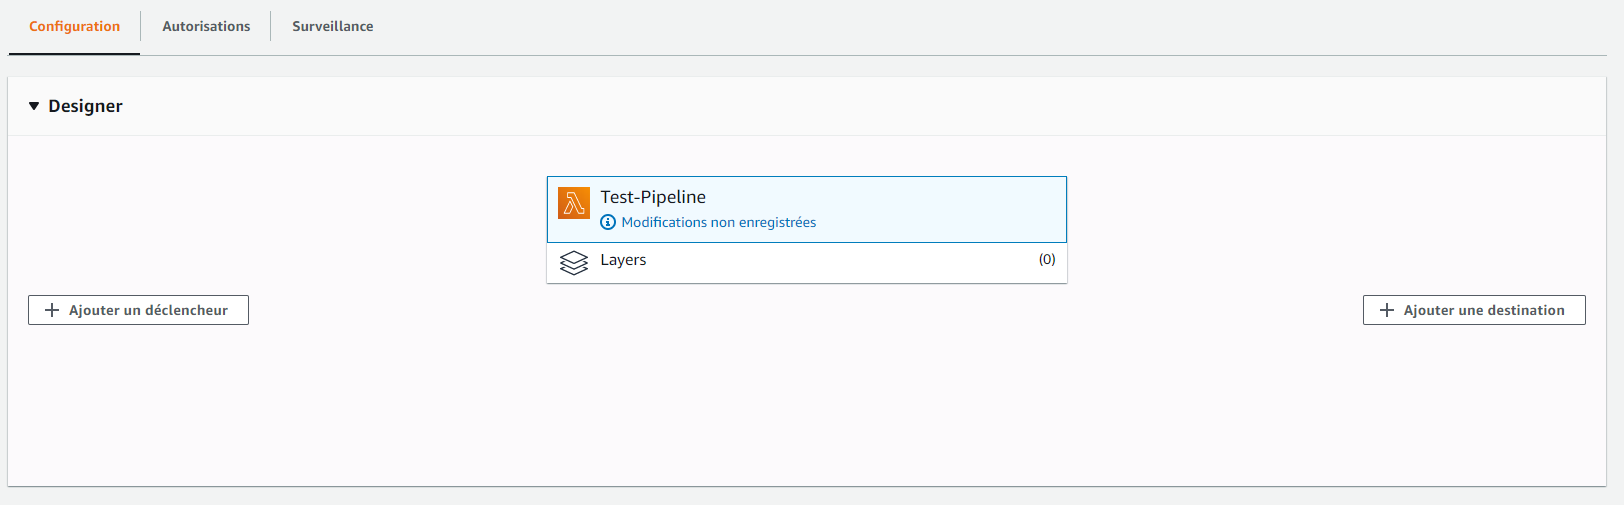 Configuration
Autorisations
Surveillance
Designer
Test-Pipeline
Modifications non enregistrées
Layers
(0)
Ajouter un déclencheur
Ajouter une destination